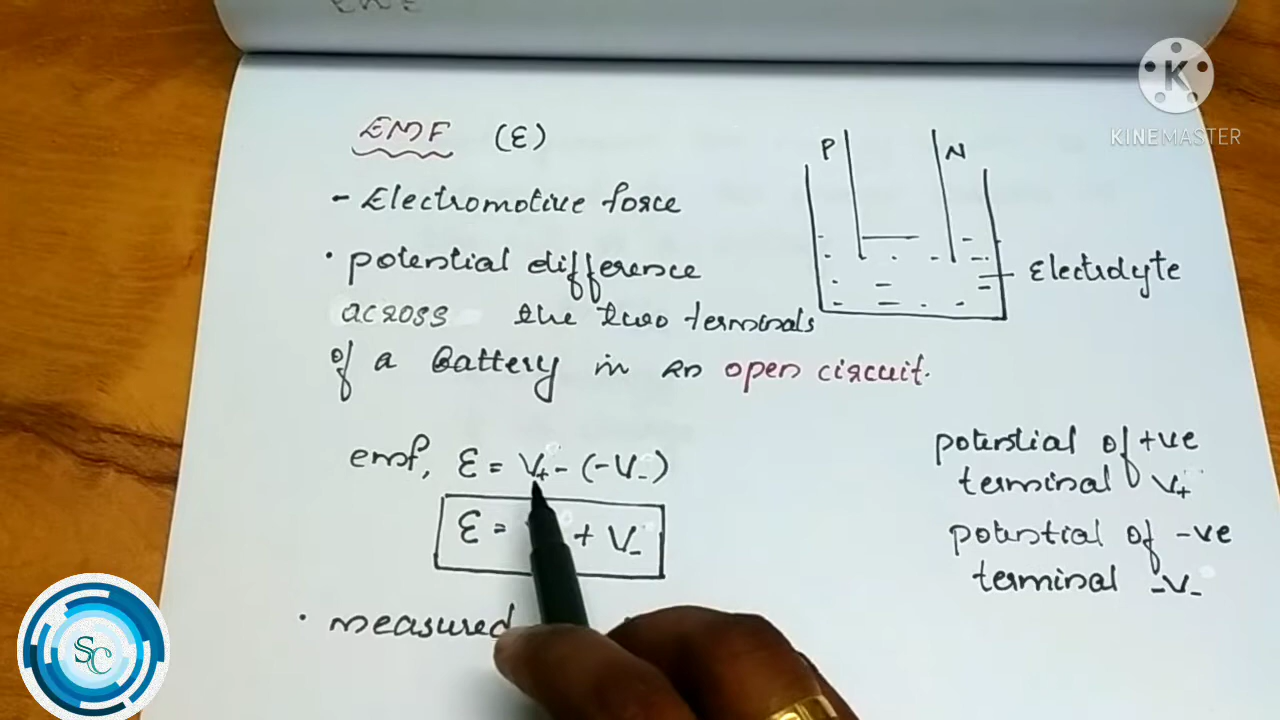 EMF (ε)
- Electromotive force
• potential difference
across the two terminals
of a Battery in an open circuit.
emf, ε = V+ - (-V-)
ε = + V-
• measured
P
N
Electrolyte
potential of +ve
terminal V+
potential of -ve
terminal -V-
K
KINEMASTER
SC